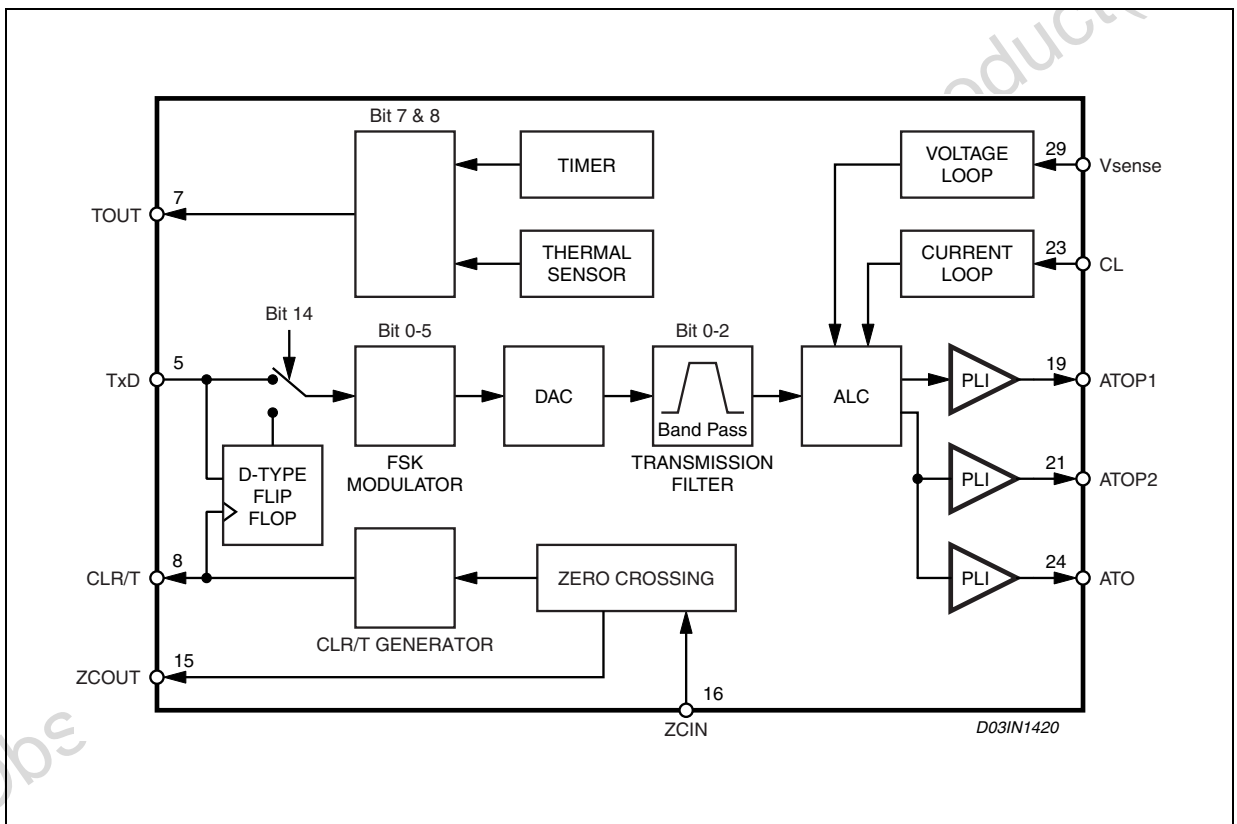 Bit 7 & 8
TIMER
VOLTAGE
LOOP
29
Vsense
7
TOUT
THERMAL
SENSOR
CURRENT
LOOP
23
CL
Bit 14
Bit 0-5
Bit 0-2
5
TxD
DAC
Band Pass
ALC
PLI
19
ATOP1
FSK
MODULATOR
TRANSMISSION
FILTER
D-TYPE
FLIP
FLOP
PLI
21
ATOP2
8
CLR/T
ZERO CROSSING
PLI
24
ATO
CLR/T GENERATOR
15
ZCOUT
16
ZCIN
D03IN1420